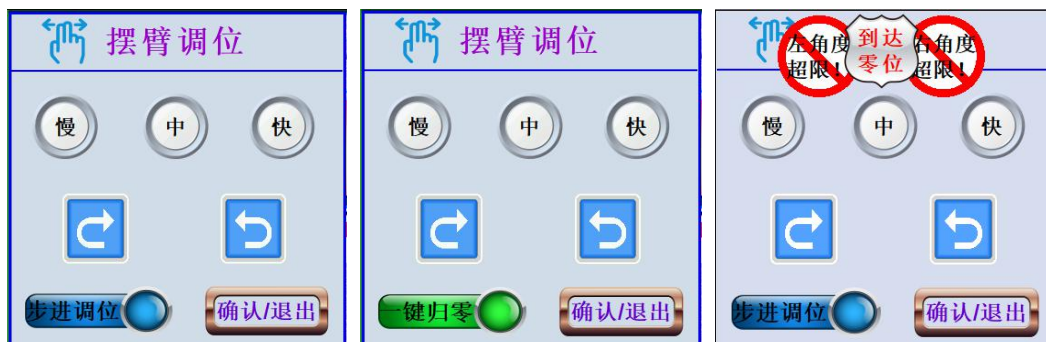 摆臂调位
慢 中 快
步进调位 确认/退出
摆臂调位
慢 中 快
一键归零 确认/退出
左角度
超限！
到达
零位
右角度
超限！
慢 中 快
步进调位 确认/退出